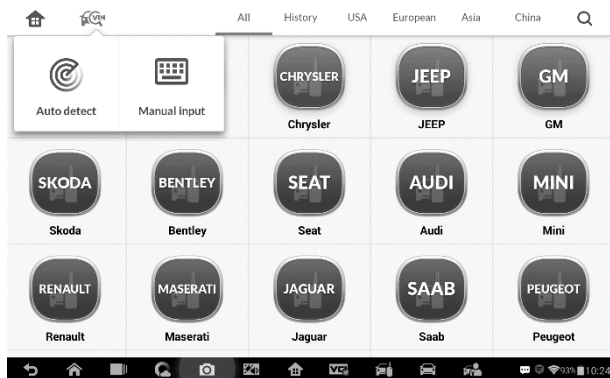 VIN All History USA European Asia China
Auto detect Manual input
CHRYSLER JEEP GM
Chrysler JEEP GM
SKODA BENTLEY SEAT AUDI MINI
Skoda Bentley Seat Audi Mini
RENAULT MASERATI JAGUAR SAAB PEUGEOT
Renault Maserati Jaguar Saab Peugeot
93% 10:24